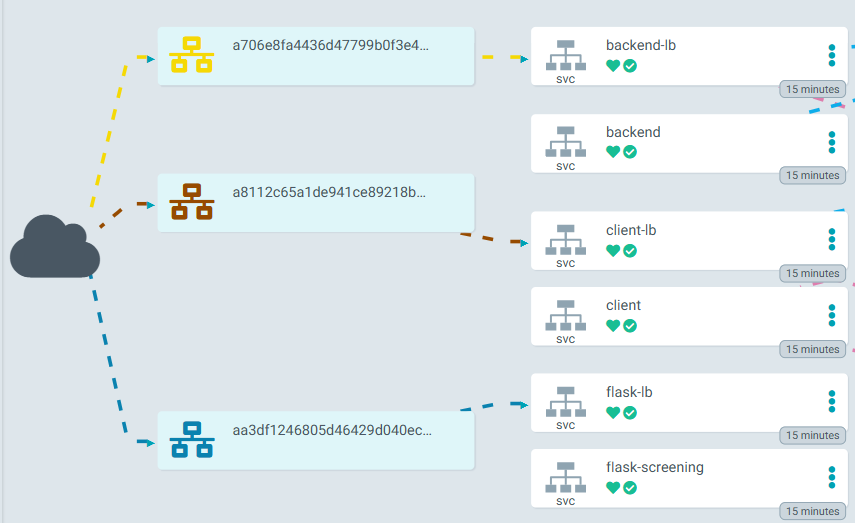 a706e8fa4436d47799b0f3e4...
backend-lb
svc
15 minutes
backend
svc
15 minutes
a8112c65a1de941ce89218b...
client-lb
svc
15 minutes
client
svc
15 minutes
aa3df1246805d46429d040ec...
flask-lb
svc
15 minutes
flask-screening
svc
15 minutes